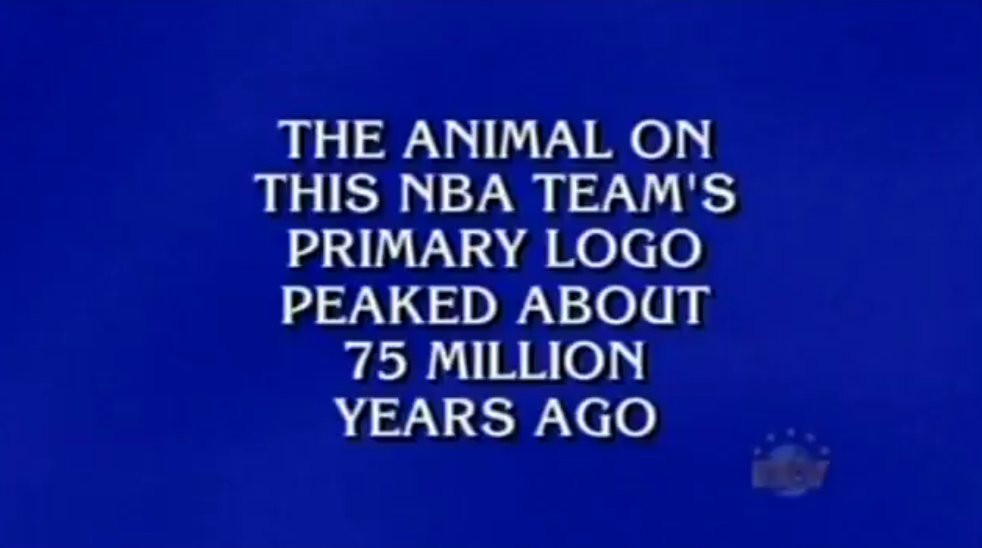 THE ANIMAL ON
THIS NBA TEAM'S
PRIMARY LOGO
PEAKED ABOUT
75 MILLION
YEARS AGO